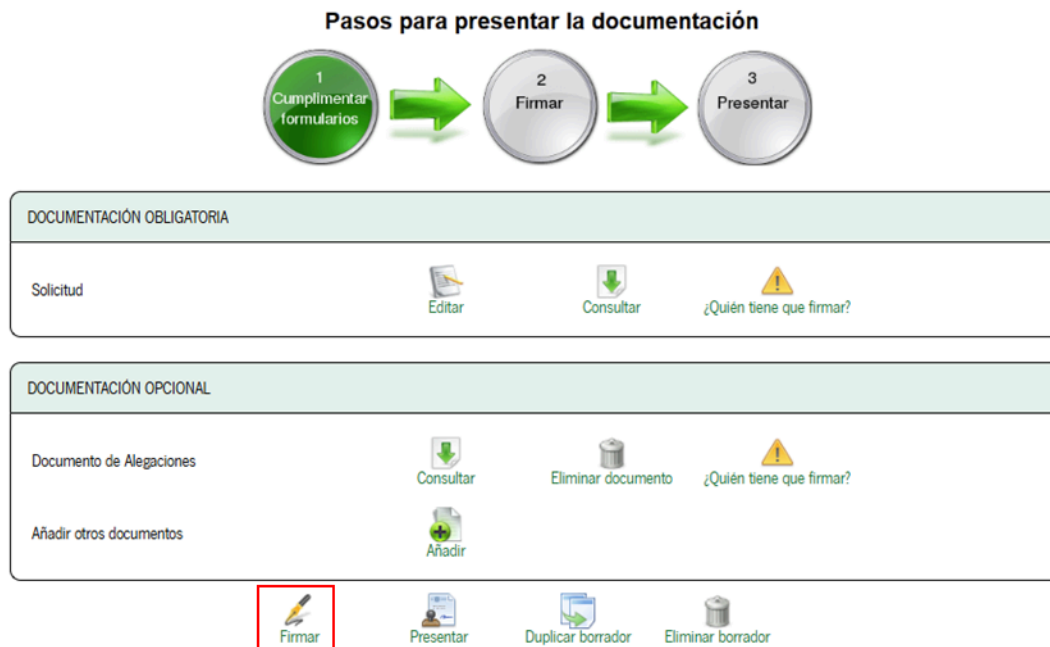 Pasos para presentar la documentación
1
Cumplimentar
formularios
2
Firmar
3
Presentar
DOCUMENTACIÓN OBLIGATORIA
Solicitud
Editar
Consultar
¿Quién tiene que firmar?
DOCUMENTACIÓN OPCIONAL
Documento de Alegaciones
Consultar
Eliminar documento
¿Quién tiene que firmar?
Añadir otros documentos
Añadir
Firmar
Presentar
Duplicar borrador
Eliminar borrador